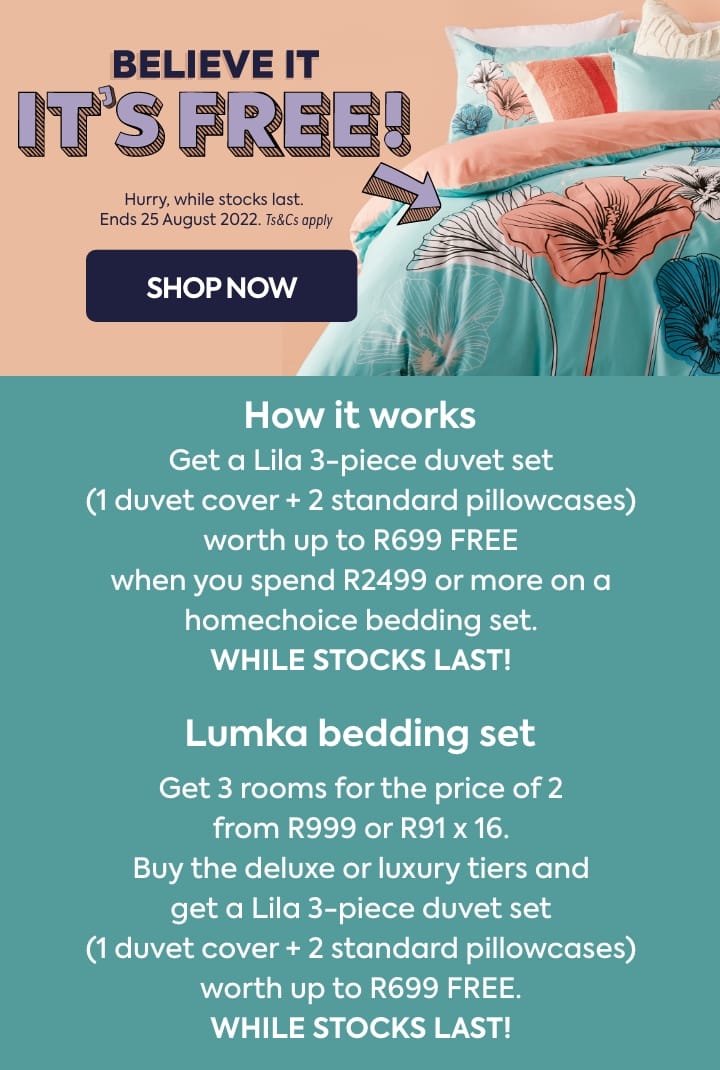 BELIEVE IT
IT'S FREE!
Hurry, while stocks last.
Ends 25 August 2022. Ts&Cs apply
SHOP NOW
How it works
Get a Lila 3-piece duvet set
(1 duvet cover + 2 standard pillowcases)
worth up to R699 FREE
when you spend R2499 or more on a
homechoice bedding set.
WHILE STOCKS LAST!
Lumka bedding set
Get 3 rooms for the price of 2
from R999 or R91 x 16.
Buy the deluxe or luxury tiers and
get a Lila 3-piece duvet set
(1 duvet cover + 2 standard pillowcases)
worth up to R699 FREE.
WHILE STOCKS LAST!